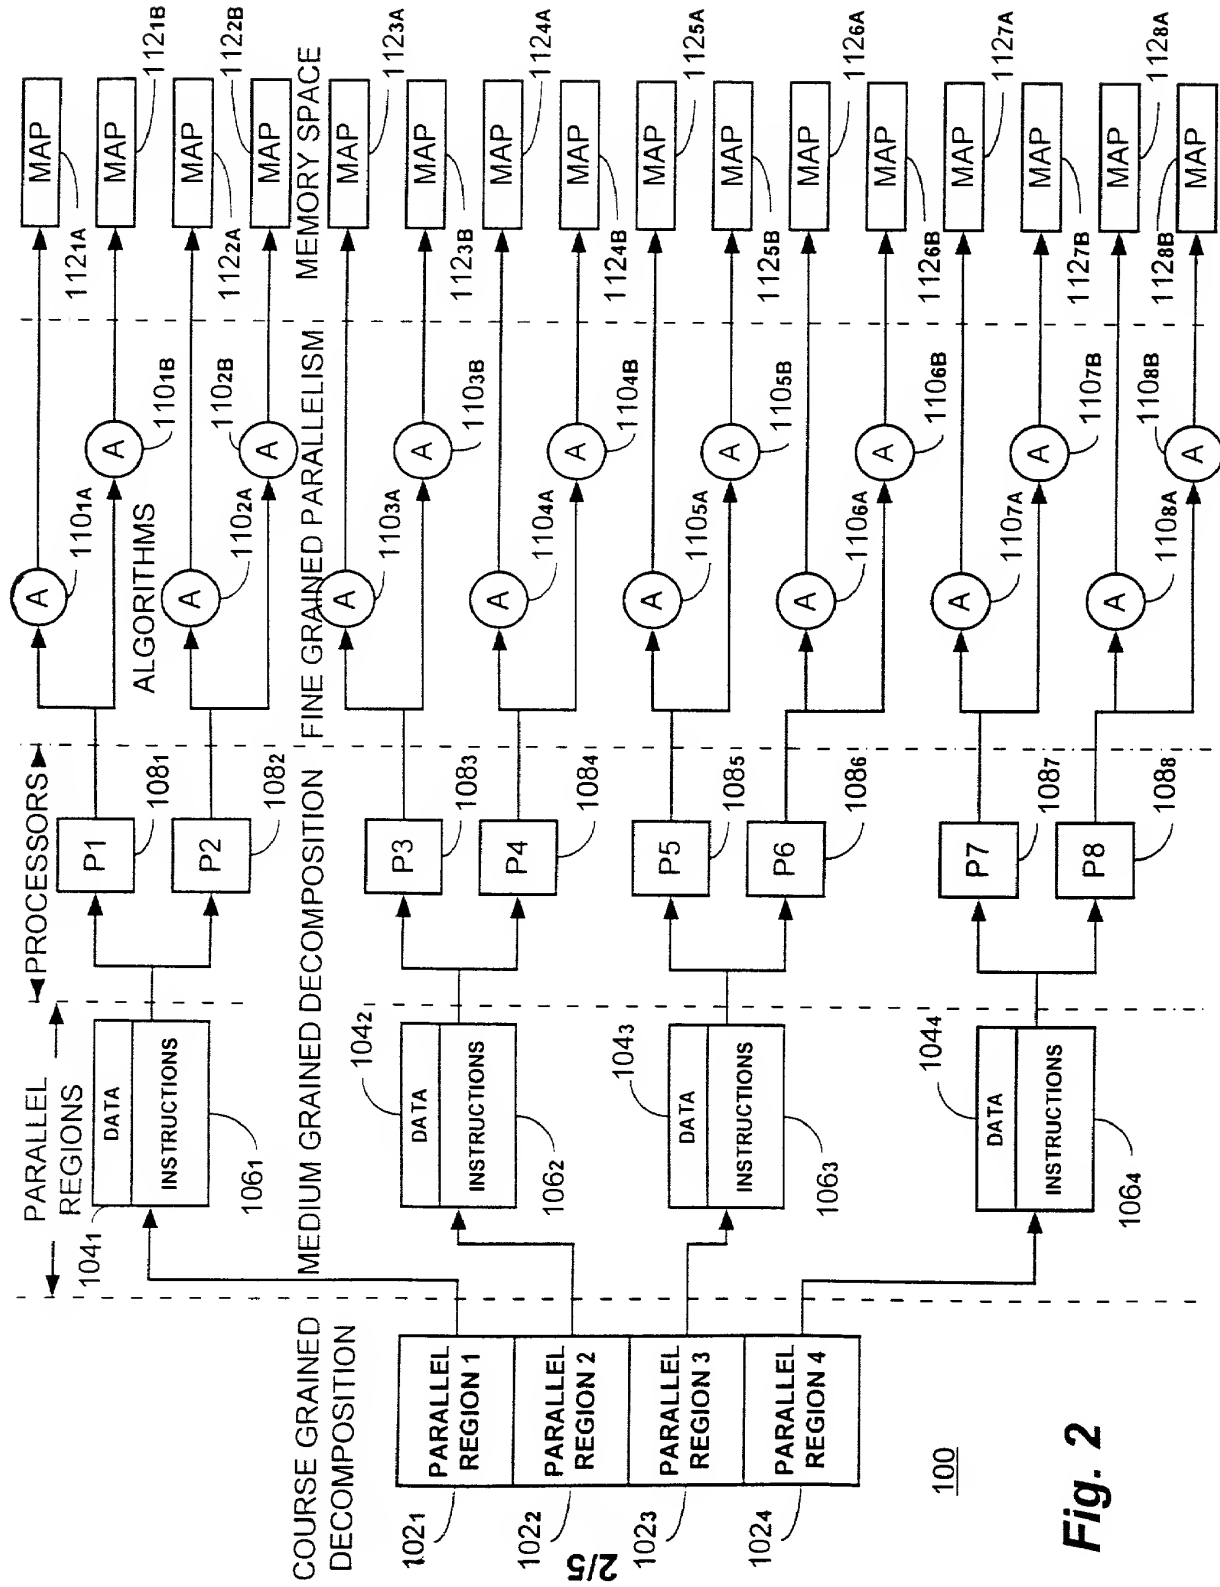 COURSE GRAINED
DECOMPOSITION
PARALLEL
REGIONS
MEDIUM GRAINED DECOMPOSITION
PROCESSORS
FINE GRAINED PARALLELISM
ALGORITHMS
MEMORY SPACE
PARALLEL
REGION 1
PARALLEL
REGION 2
PARALLEL
REGION 3
PARALLEL
REGION 4
1021
1022
1023
1024
1041
DATA
INSTRUCTIONS
1061
1042
DATA
INSTRUCTIONS
1062
1043
DATA
INSTRUCTIONS
1063
1044
DATA
INSTRUCTIONS
1064
P1
1081
P2
1082
P3
1083
P4
1084
P5
1085
P6
1086
P7
1087
P8
1088
A
1101A
A
1101B
A
1102A
A
1102B
A
1103A
A
1103B
A
1104A
A
1104B
A
1105A
A
1105B
A
1106A
A
1106B
A
1107A
A
1107B
A
1108A
A
1108B
MAP
1121A
MAP
1121B
MAP
1122A
MAP
1122B
MAP
1123A
MAP
1123B
MAP
1124A
MAP
1124B
MAP
1125A
MAP
1125B
MAP
1126A
MAP
1126B
MAP
1127A
MAP
1127B
MAP
1128A
MAP
1128B
100
Fig. 2
2/5